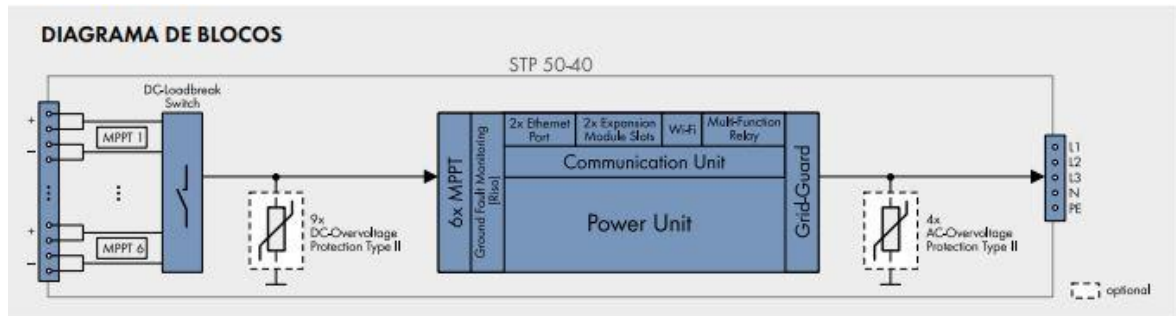 DIAGRAMA DE BLOCOS
STP 50-40
DC-Loadbreak
Switch
+
MPPT 1
−
+
MPPT 6
−
9x
DC-Overvoltage
Protection Type II
6x MPPT
Ground Fault Monitoring
(Riso)
2x Ethernet
Port
2x Expansion
Module Slots
Wi-Fi
Multi-Function
Relay
Communication Unit
Power Unit
Grid-Guard
4x
AC-Overvoltage
Protection Type II
L1
L2
L3
N
PE
optional